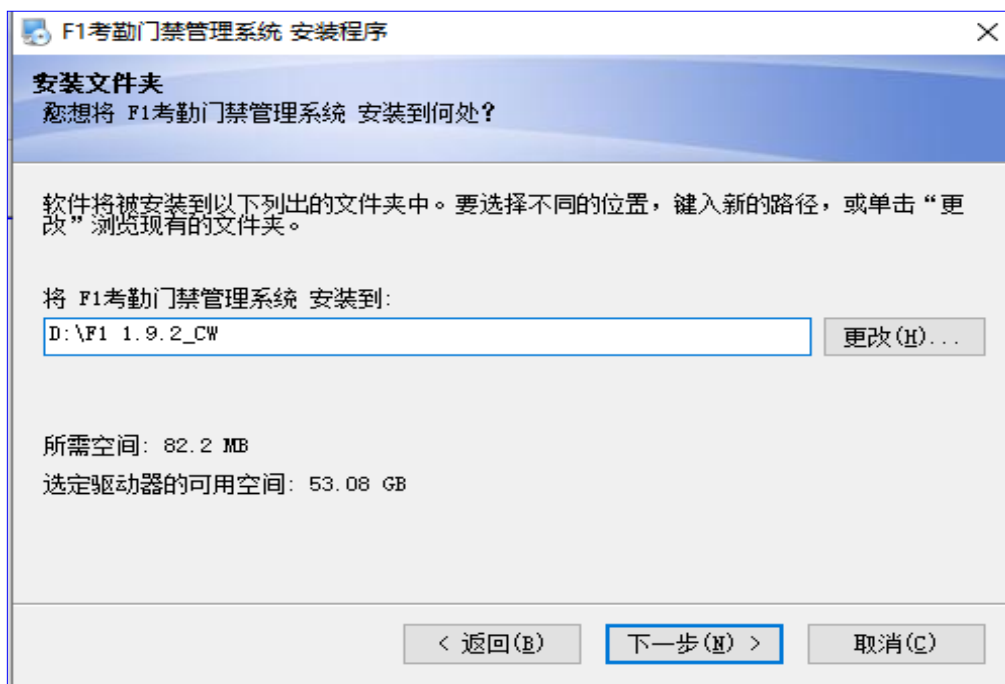 F1考勤门禁管理系统 安装程序
安装文件夹
您想将 F1考勤门禁管理系统 安装到何处?
软件将被安装到以下列出的文件夹中。要选择不同的位置，键入新的路径，或单击“更
改”浏览现有的文件夹。
将 F1考勤门禁管理系统 安装到:
D:\F1 1.9.2_CW
更改(H)...
所需空间: 82.2 MB
选定驱动器的可用空间: 53.08 GB
< 返回(B)
下一步(N) >
取消(C)